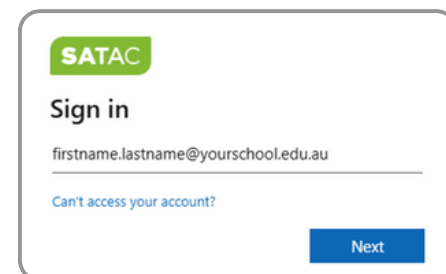 SATAC
Sign in
firstname.lastname@yourschool.edu.au
Can't access your account?
Next